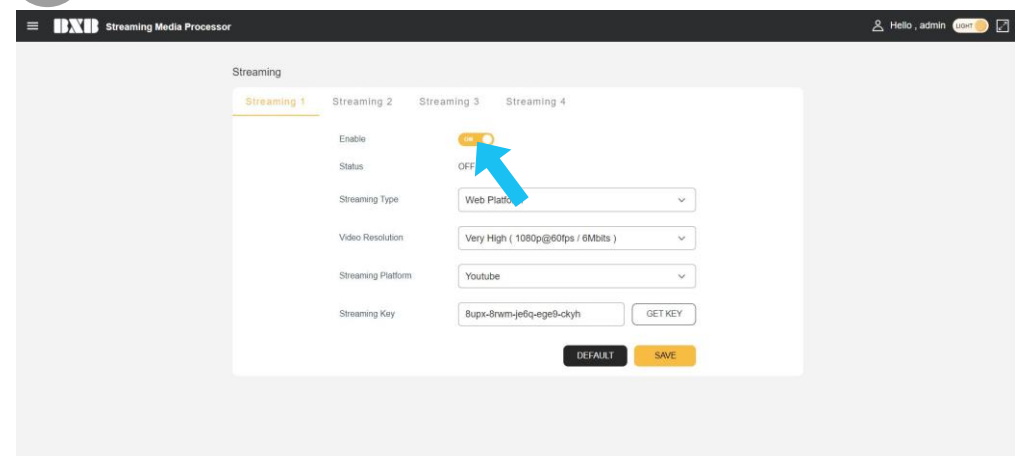 BXB Streaming Media Processor
Hello , admin LIGHT
Streaming
Streaming 1 Streaming 2 Streaming 3 Streaming 4
Enable ON
Status OFF
Streaming Type Web
Video Resolution Very High ( 1080p@60fps / 6Mbits )
Streaming Platform Youtube
Streaming Key 8upx-8rwm-je6q-ege9-ckyh GET KEY
DEFAULT SAVE